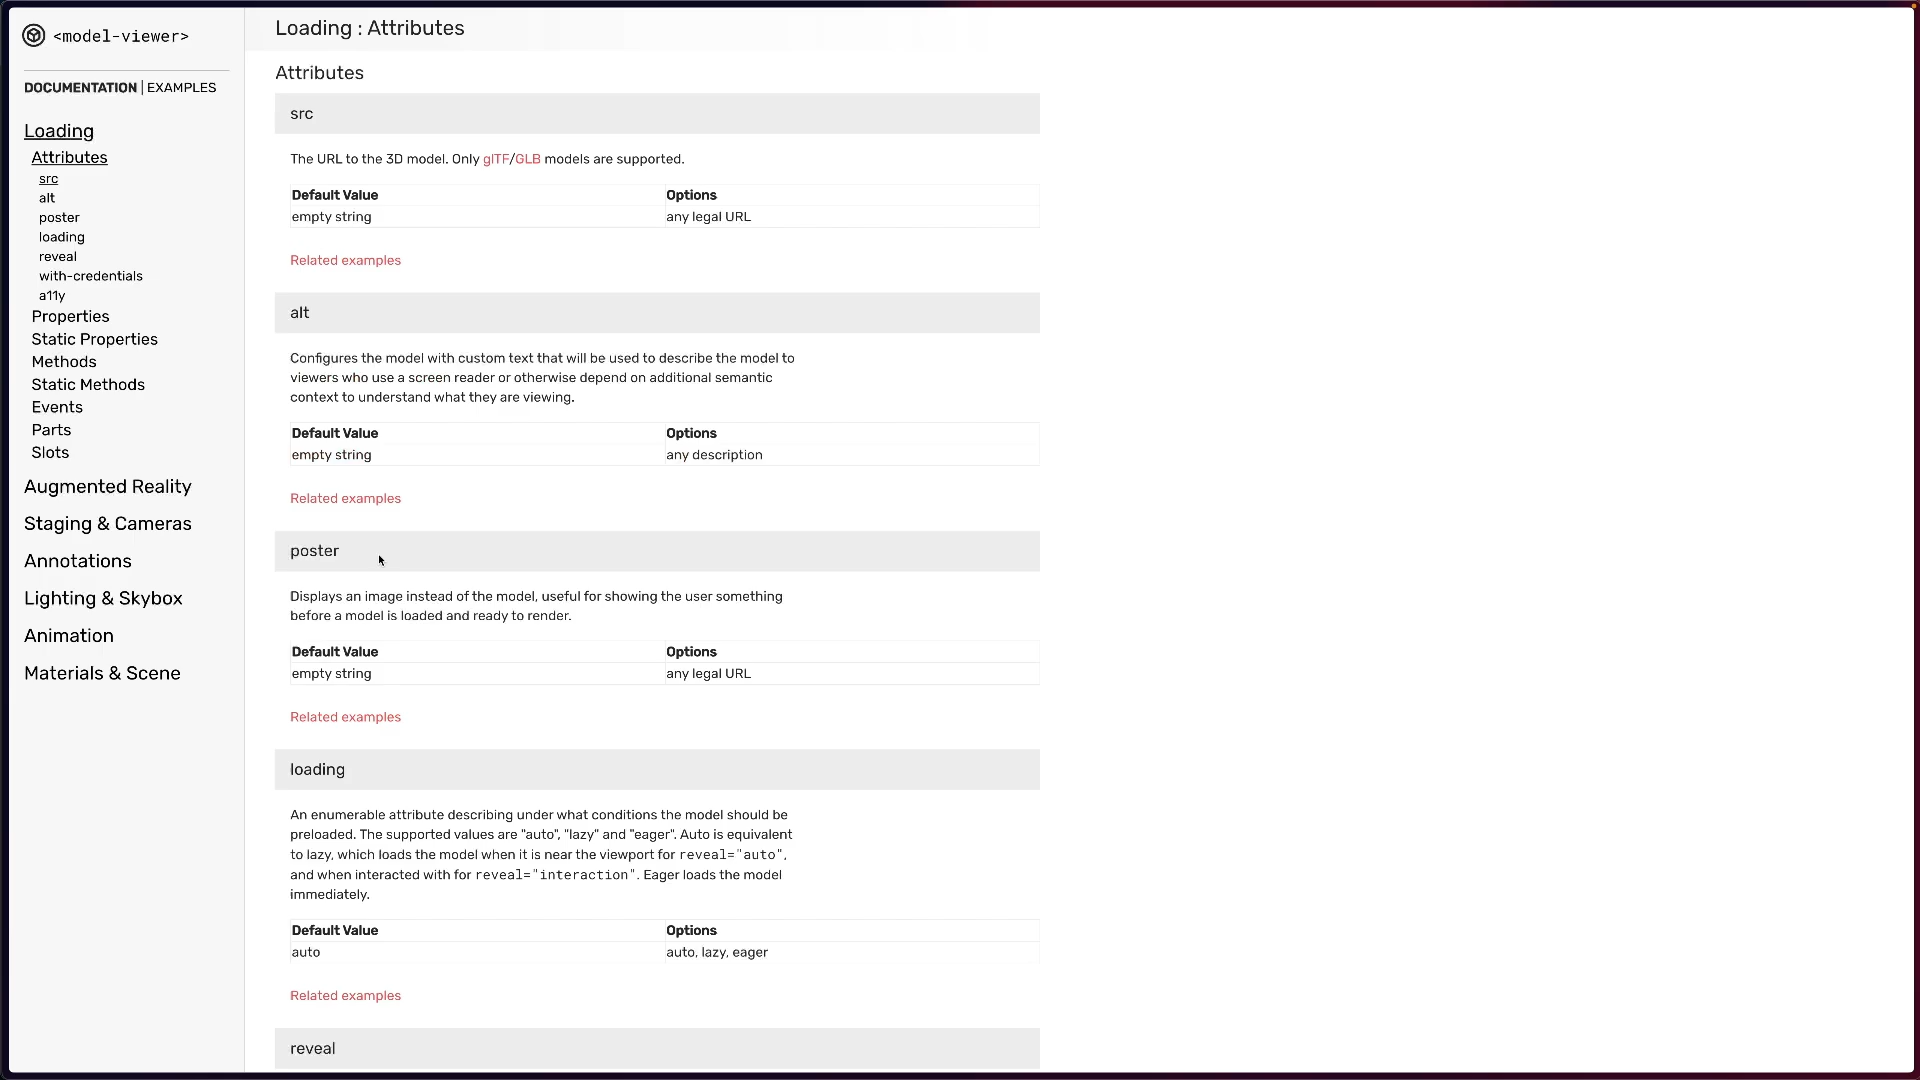 <model-viewer>
DOCUMENTATION | EXAMPLES
Loading
Attributes
src
alt
poster
loading
reveal
with-credentials
a11y
Properties
Static Properties
Methods
Static Methods
Events
Parts
Slots
Augmented Reality
Staging & Cameras
Annotations
Lighting & Skybox
Animation
Materials & Scene
Loading : Attributes
Attributes
src
The URL to the 3D model. Only glTF/GLB models are supported.
Default Value Options
empty string any legal URL
Related examples
alt
Configures the model with custom text that will be used to describe the model to
viewers who use a screen reader or otherwise depend on additional semantic
context to understand what they are viewing.
Default Value Options
empty string any description
Related examples
poster
Displays an image instead of the model, useful for showing the user something
before a model is loaded and ready to render.
Default Value Options
empty string any legal URL
Related examples
loading
An enumerable attribute describing under what conditions the model should be
preloaded. The supported values are "auto", "lazy" and "eager". Auto is equivalent
to lazy, which loads the model when it is near the viewport for reveal="auto",
and when interacted with for reveal="interaction". Eager loads the model
immediately.
Default Value Options
auto auto, lazy, eager
Related examples
reveal